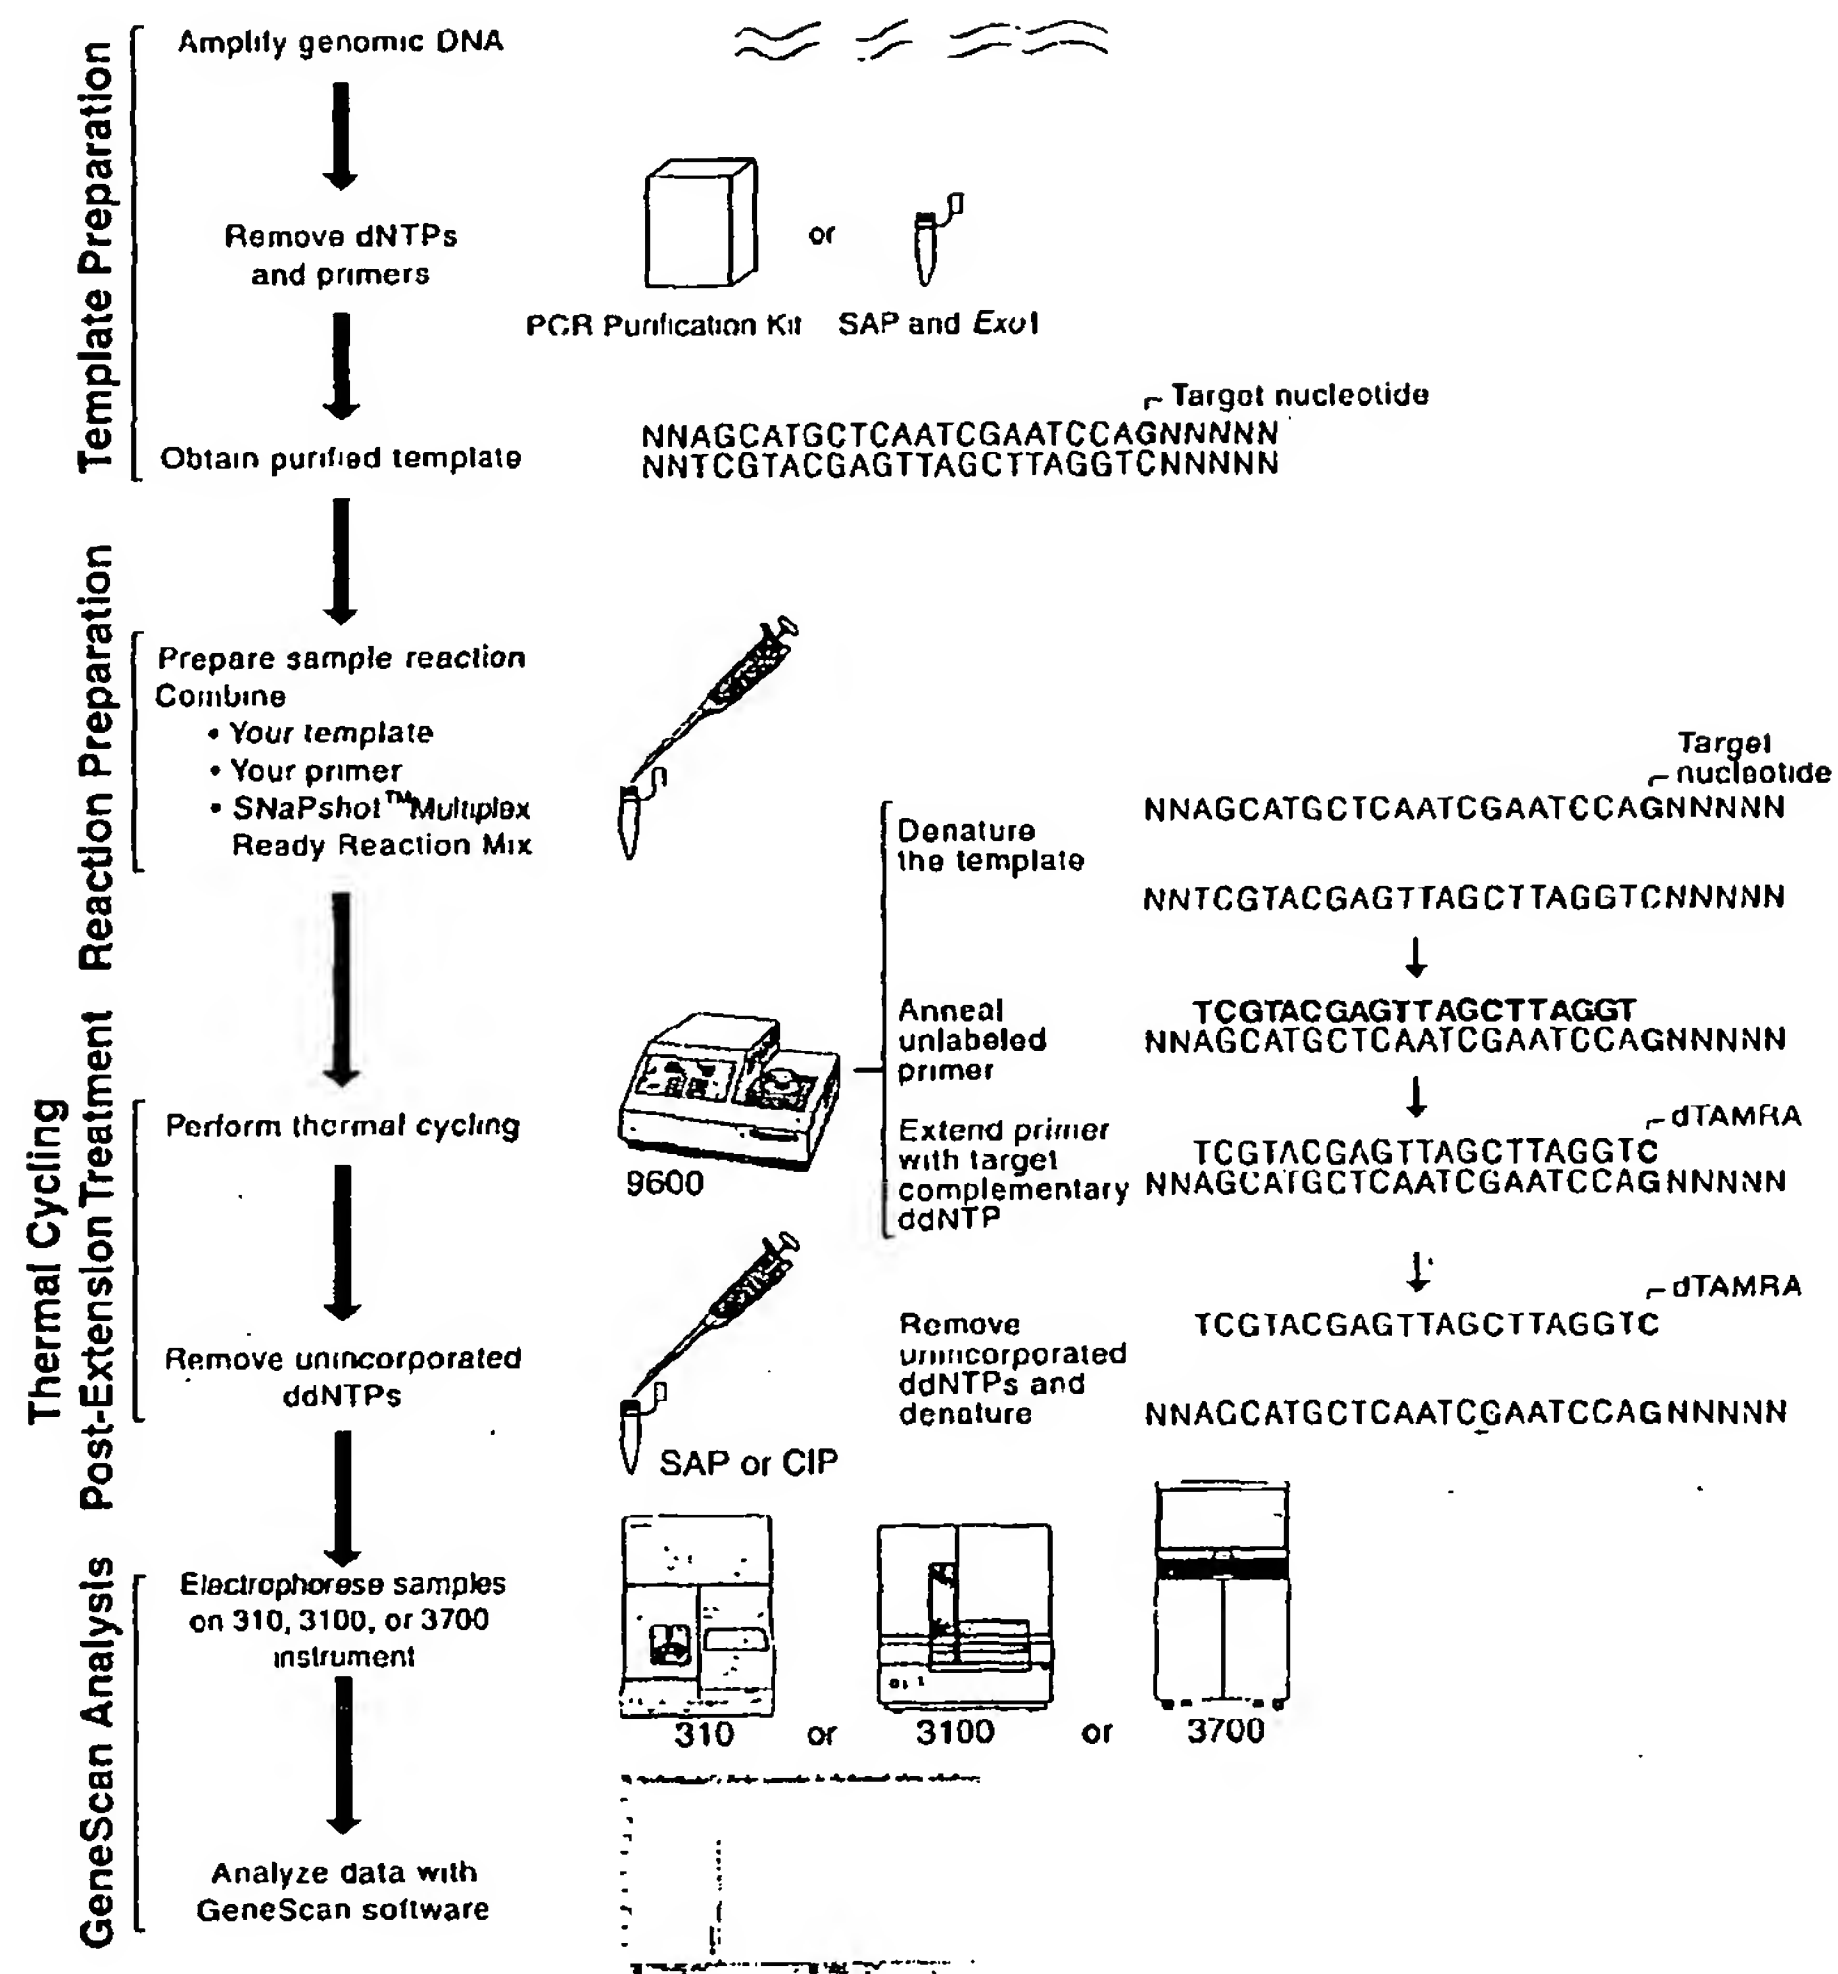 Template Preparation
Amplify genomic DNA
Remove dNTPs
and primers
or
PCR Purification Kit
SAP and Exo1
Target nucleotide
Obtain purified template
NNAGCATGCTCAATCGAATCCAGNNNNN
NNTCGTACGAGTTAGCTTAGGTCNNNNN
Reaction Preparation
Prepare sample reaction
Combine
• Your template
• Your primer
• SNaPshot™Multiplex
Ready Reaction Mix
Thermal Cycling
Post-Extension Treatment
Perform thermal cycling
9600
Denature
the template
Target
nucleotide
NNAGCATGCTCAATCGAATCCAGNNNNN
NNTCGTACGAGTTAGCTTAGGTCNNNNN
Anneal
unlabeled
primer
TCGTACGAGTTAGCTTAGGT
NNAGCATGCTCAATCGAATCCAGNNNNN
Extend primer
with target
complementary
ddNTP
dTAMRA
TCGTACGAGTTAGCTTAGGTC
NNAGCATGCTCAATCGAATCCAGNNNNN
Remove unincorporated
ddNTPs
SAP or CIP
Remove
unincorporated
ddNTPs and
denature
dTAMRA
TCGTACGAGTTAGCTTAGGTC
NNAGCATGCTCAATCGAATCCAGNNNNN
GeneScan Analysis
Electrophorese samples
on 310, 3100, or 3700
instrument
310 or 3100 or 3700
Analyze data with
GeneScan software